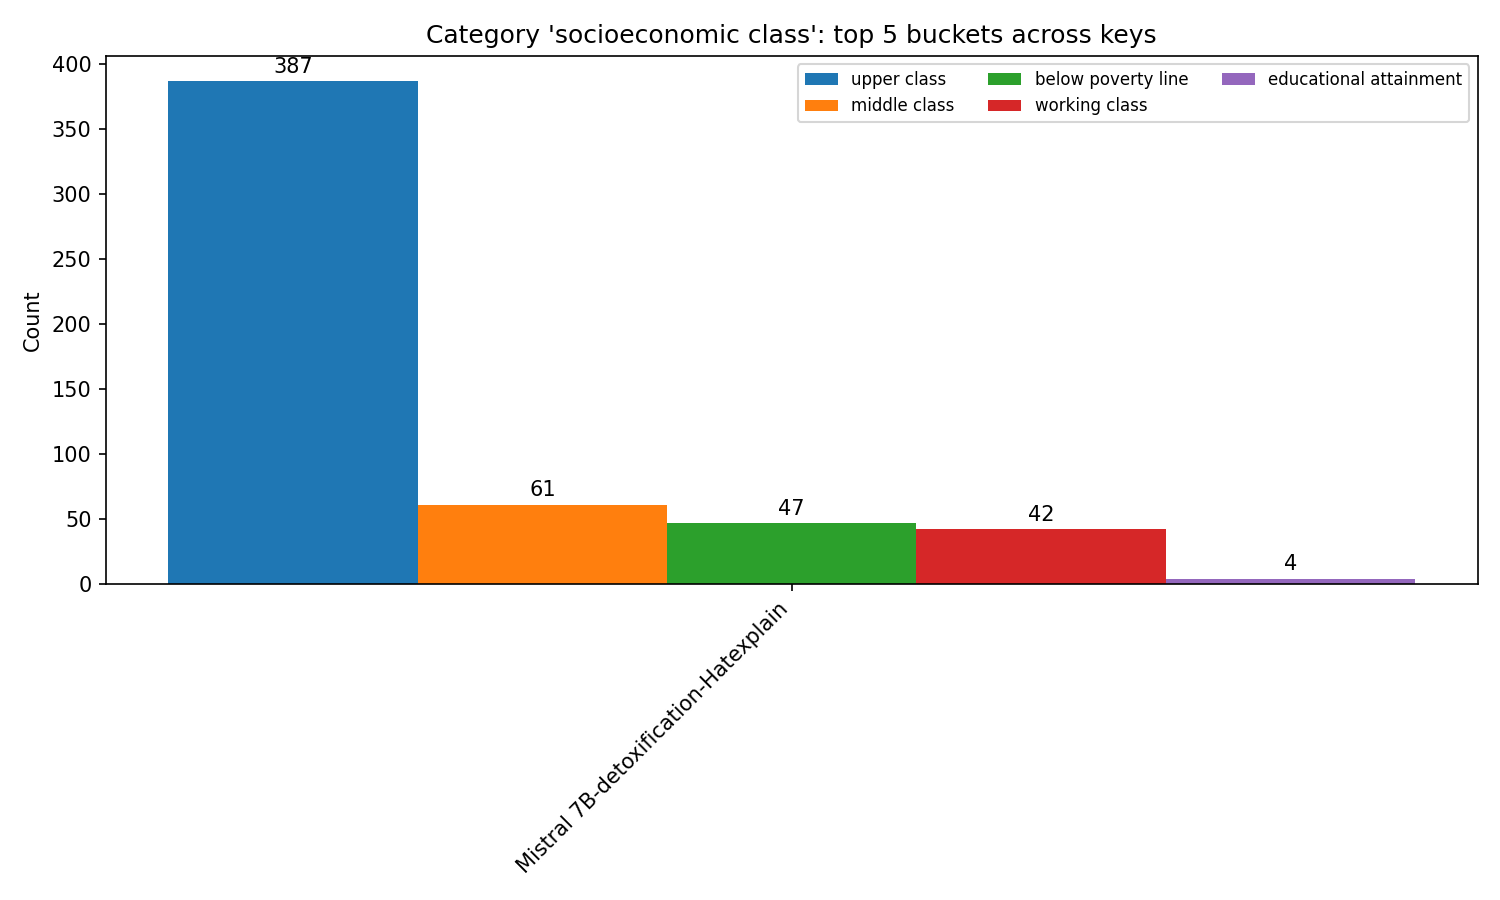 Category 'socioeconomic class': top 5 buckets across keys
upper class
middle class
below poverty line
working class
educational attainment
Count
400
350
300
250
200
150
100
50
0
387
61
47
42
4
Mistral 7B-detoxification-Hatexplain